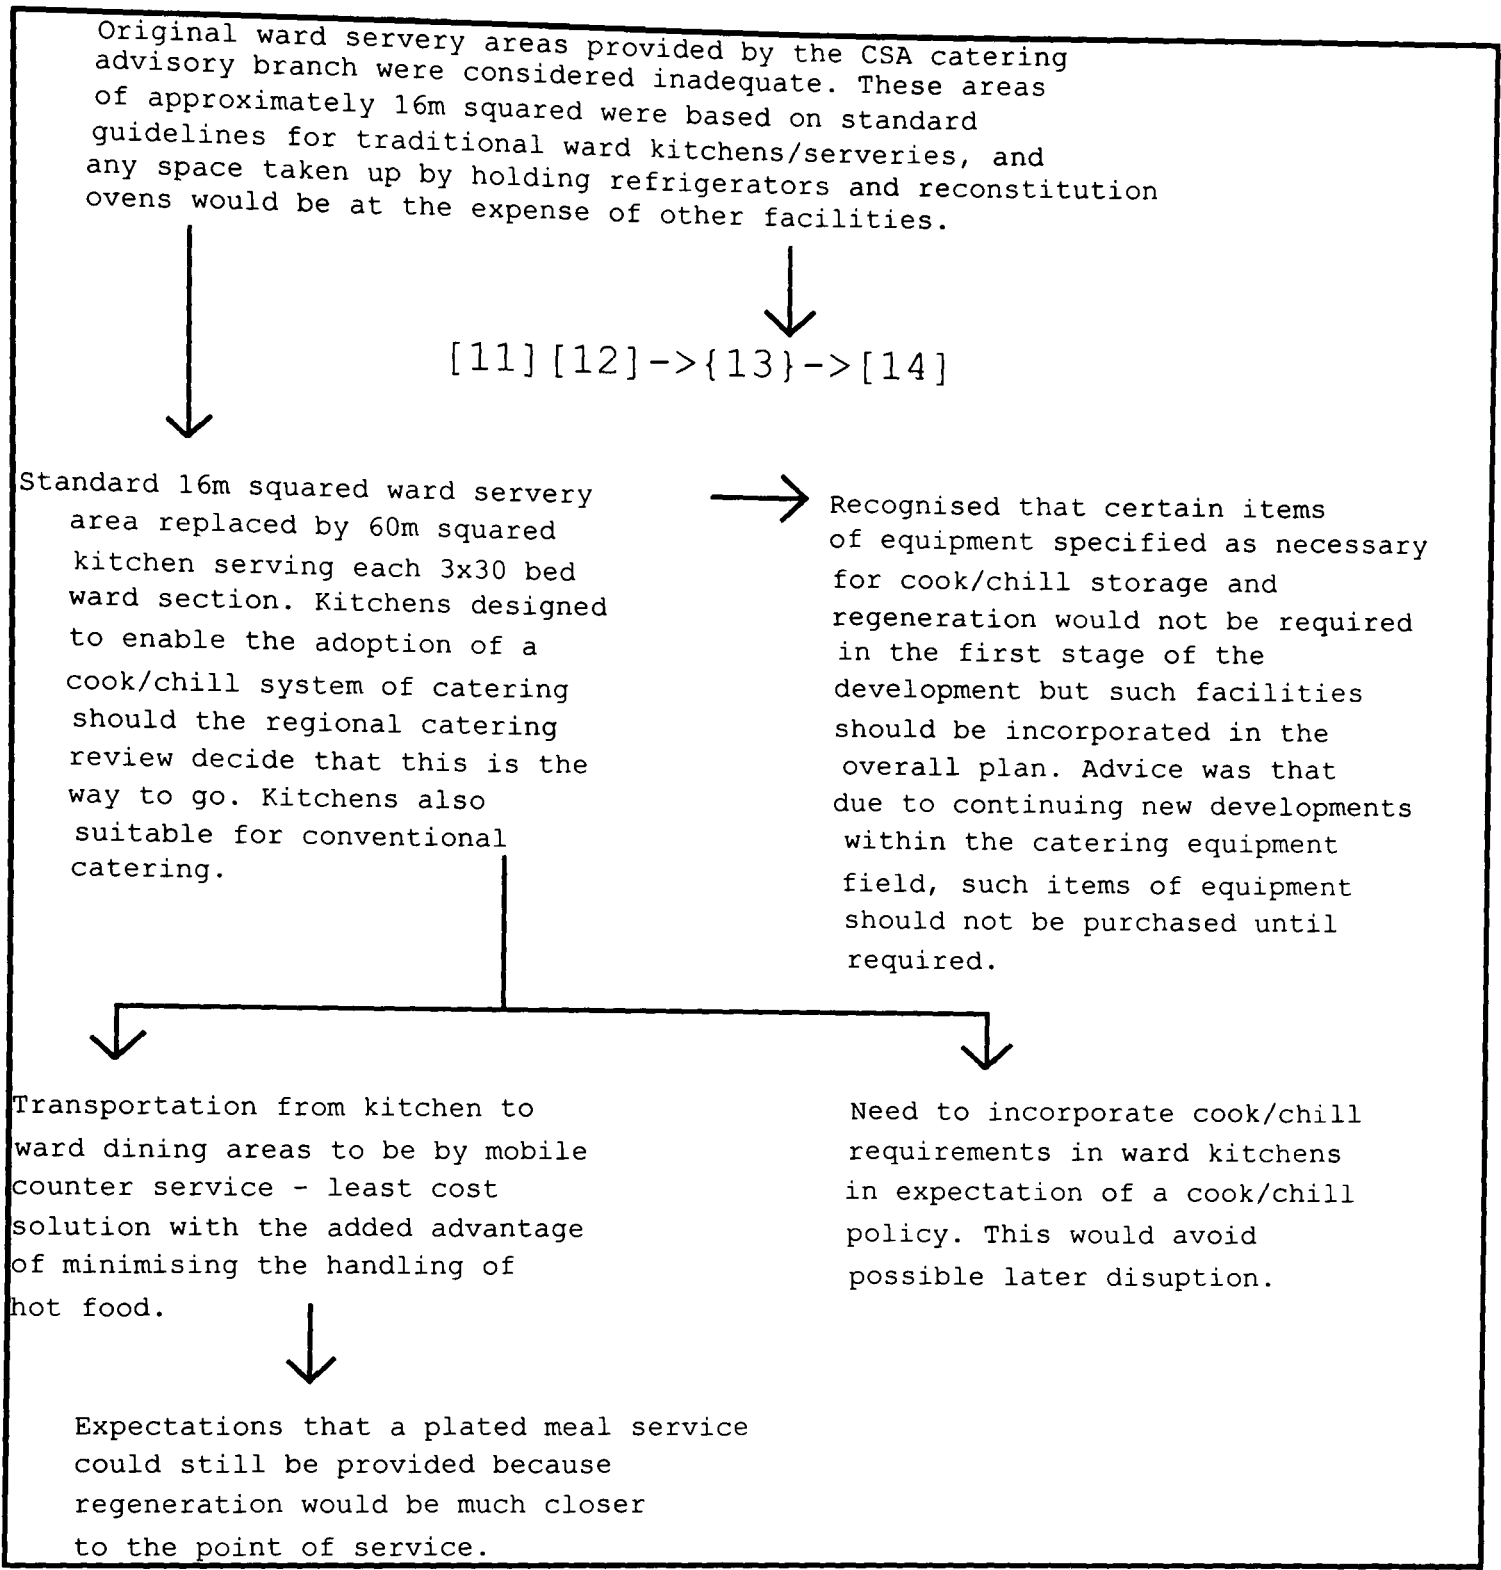 Original ward servery areas provided by the CSA catering
advisory branch were considered inadequate. These areas
of approximately 16m squared were based on standard
guidelines for traditional ward kitchens/serveries, and
any space taken up by holding refrigerators and reconstitution
ovens would be at the expense of other facilities.
[11][12]->{13}->[14]
Standard 16m squared ward servery
area replaced by 60m squared
kitchen serving each 3x30 bed
ward section. Kitchens designed
to enable the adoption of a
cook/chill system of catering
should the regional catering
review decide that this is the
way to go. Kitchens also
suitable for conventional
catering.
Recognised that certain items
of equipment specified as necessary
for cook/chill storage and
regeneration would not be required
in the first stage of the
development but such facilities
should be incorporated in the
overall plan. Advice was that
due to continuing new developments
within the catering equipment
field, such items of equipment
should not be purchased until
required.
Transportation from kitchen to
ward dining areas to be by mobile
counter service - least cost
solution with the added advantage
of minimising the handling of
hot food.
Need to incorporate cook/chill
requirements in ward kitchens
in expectation of a cook/chill
policy. This would avoid
possible later disuption.
Expectations that a plated meal service
could still be provided because
regeneration would be much closer
to the point of service.